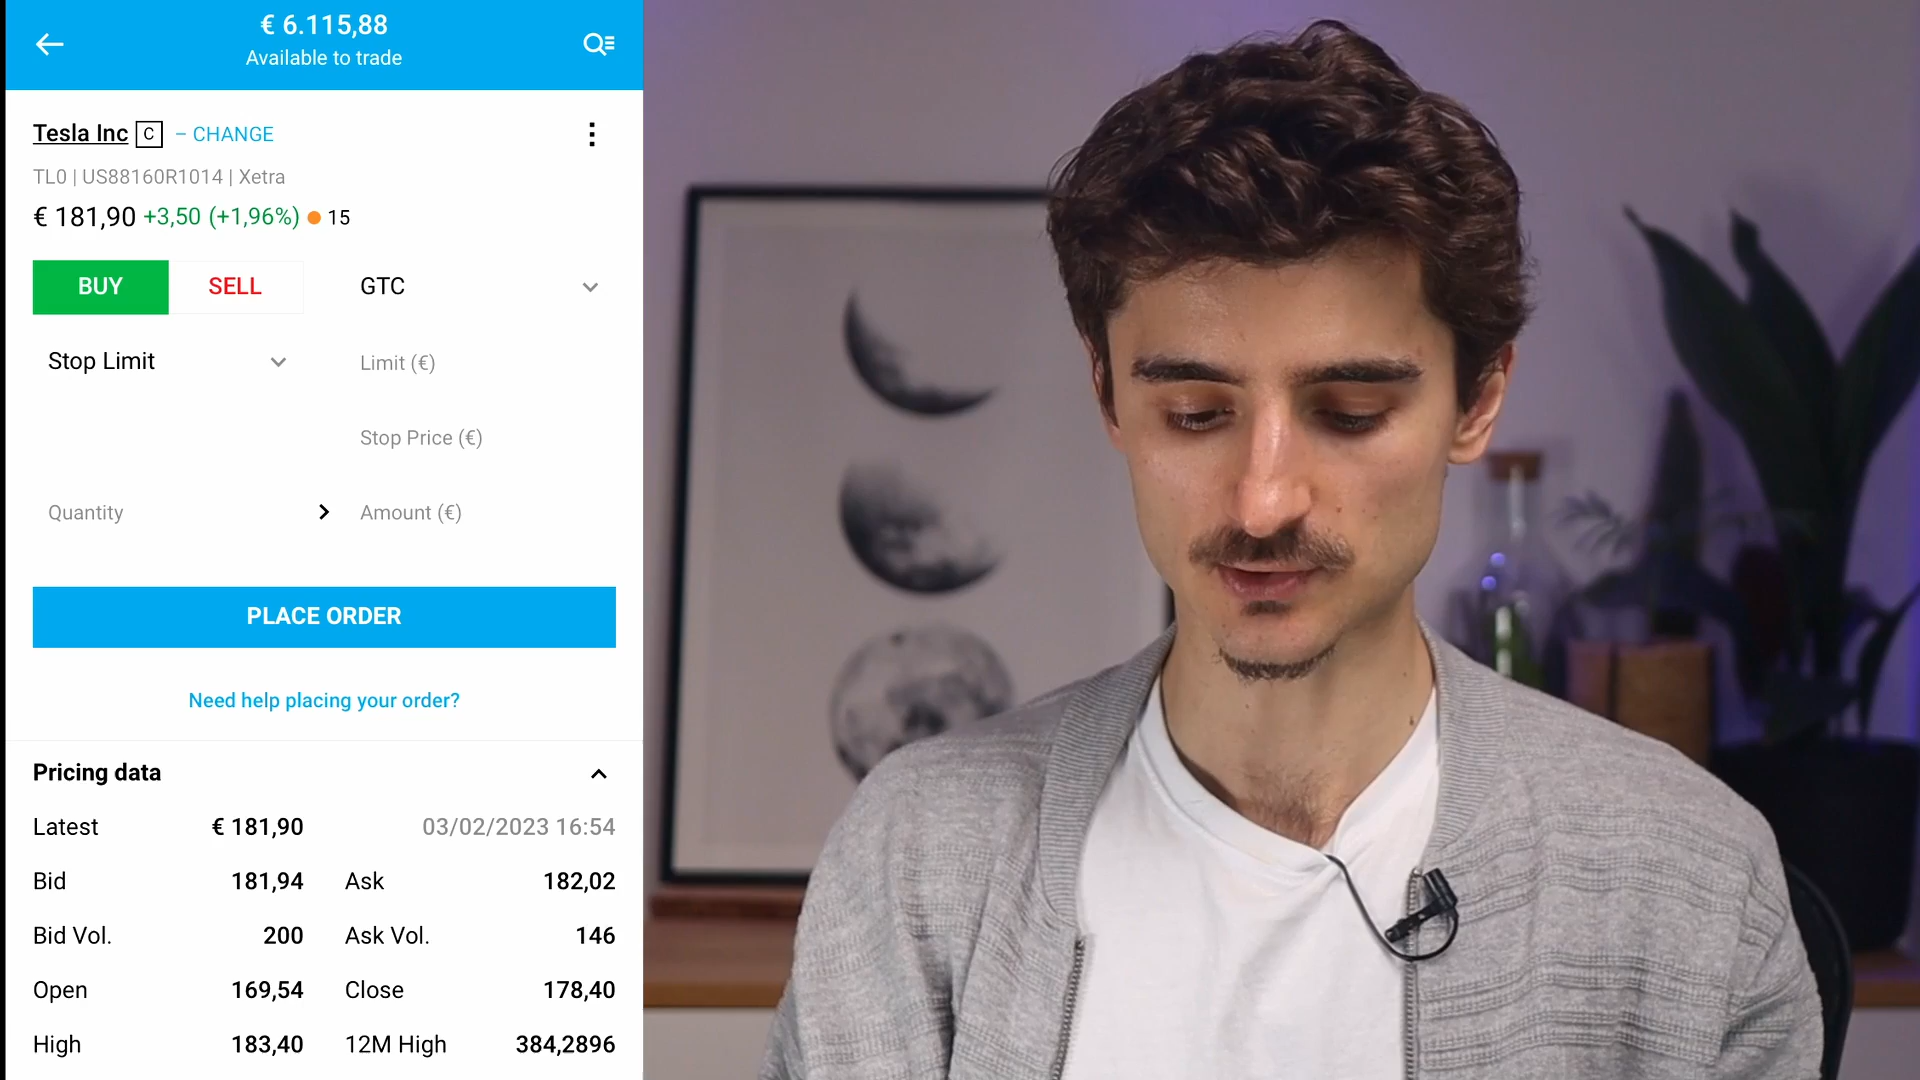 € 6.115,88
Available to trade
Tesla Inc C – CHANGE
TL0 | US88160R1014 | Xetra
€ 181,90 +3,50 (+1,96%) 15
BUY SELL GTC
Stop Limit Limit (€)
Stop Price (€)
Quantity Amount (€)
PLACE ORDER
Need help placing your order?
Pricing data
Latest € 181,90 03/02/2023 16:54
Bid 181,94 Ask 182,02
Bid Vol. 200 Ask Vol. 146
Open 169,54 Close 178,40
High 183,40 12M High 384,2896